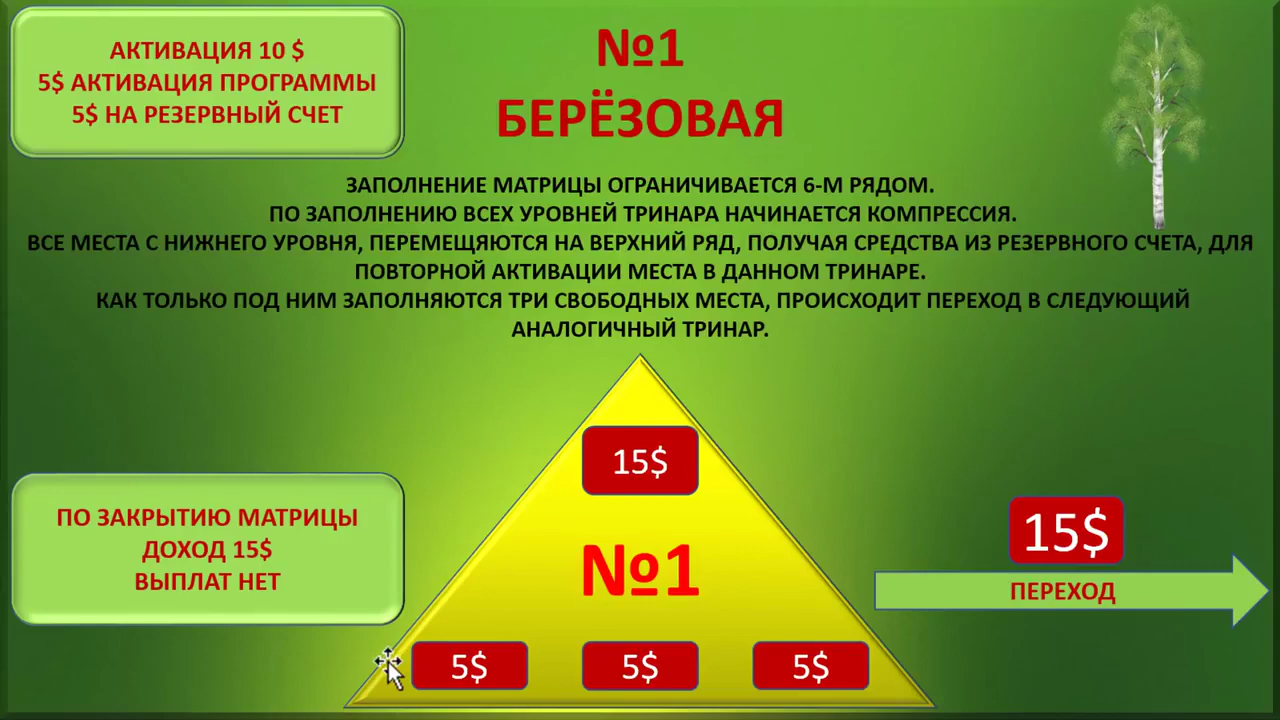 АКТИВАЦИЯ 10 $
5$ АКТИВАЦИЯ ПРОГРАММЫ
5$ НА РЕЗЕРВНЫЙ СЧЕТ
№1
БЕРЁЗОВАЯ
ЗАПОЛНЕНИЕ МАТРИЦЫ ОГРАНИЧИВАЕТСЯ 6-М РЯДОМ.
ПО ЗАПОЛНЕНИЮ ВСЕХ УРОВНЕЙ ТРИНАРА НАЧИНАЕТСЯ КОМПРЕССИЯ.
ВСЕ МЕСТА С НИЖНЕГО УРОВНЯ, ПЕРЕМЕЩЯЮТСЯ НА ВЕРХНИЙ РЯД, ПОЛУЧАЯ СРЕДСТВА ИЗ РЕЗЕРВНОГО СЧЕТА, ДЛЯ
ПОВТОРНОЙ АКТИВАЦИИ МЕСТА В ДАННОМ ТРИНАРЕ.
КАК ТОЛЬКО ПОД НИМ ЗАПОЛНЯЮТСЯ ТРИ СВОБОДНЫХ МЕСТА, ПРОИСХОДИТ ПЕРЕХОД В СЛЕДУЮЩИЙ
АНАЛОГИЧНЫЙ ТРИНАР.
15$
№1
5$ 5$ 5$
ПО ЗАКРЫТИЮ МАТРИЦЫ
ДОХОД 15$
ВЫПЛАТ НЕТ
15$
ПЕРЕХОД